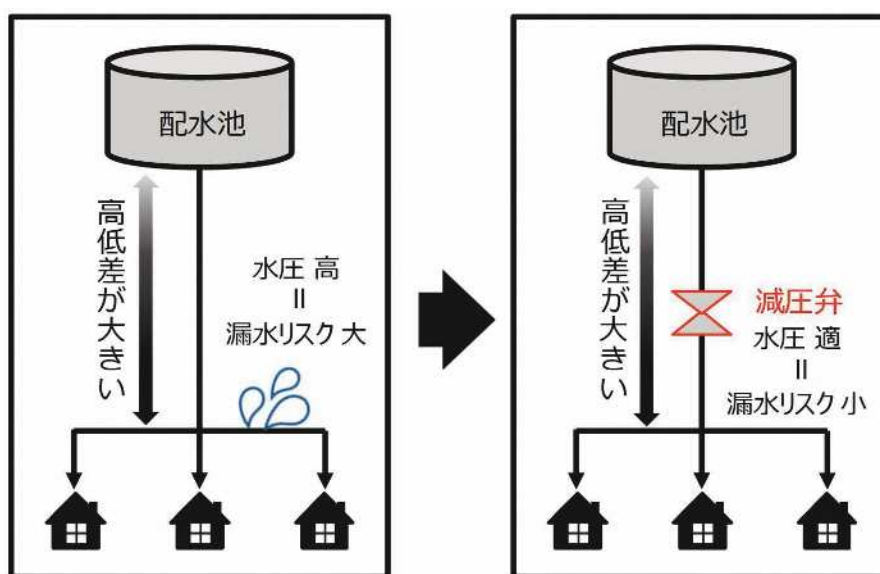 配水池
高低差が大きい
水圧 高
=
漏水リスク 大
配水池
高低差が大きい
減圧弁
水圧 適
=
漏水リスク 小